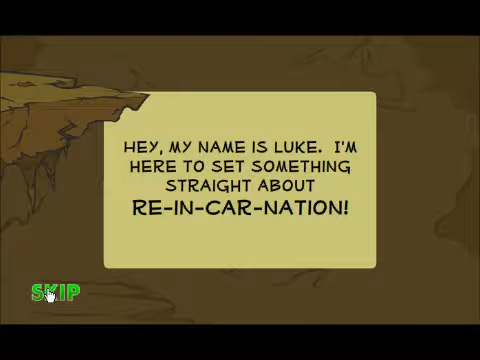 HEY, MY NAME IS LUKE. I'M
HERE TO SET SOMETHING
STRAIGHT ABOUT
RE-IN-CAR-NATION!
SKIP